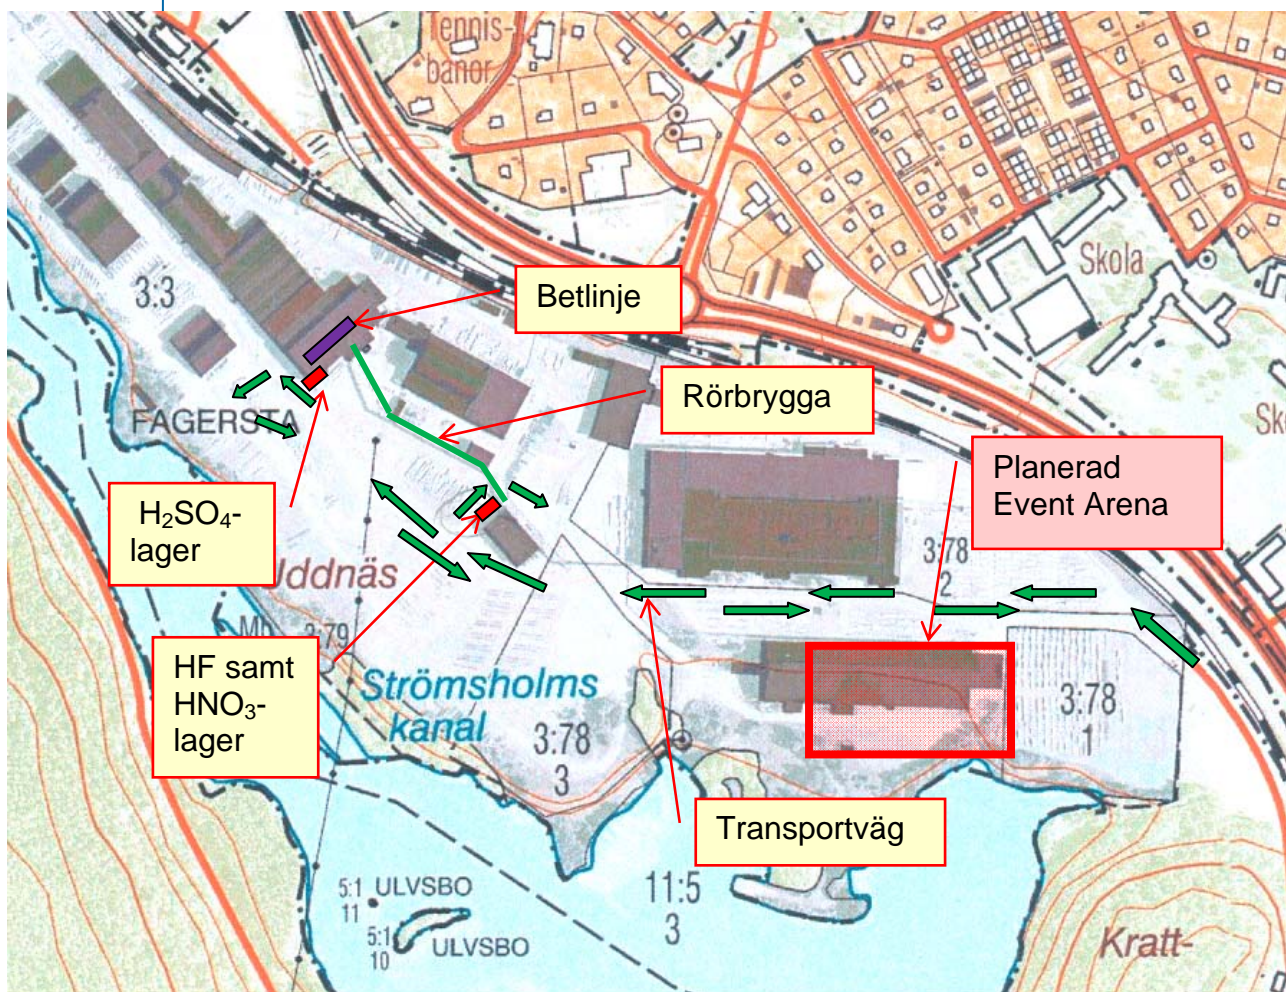 Tennis-
banor
Skola
3:3
Betlinje
Rörbrygga
Planerad
Event Arena
FAGERSTA
H₂SO₄-
lager
Uddnäs
3:78
2
3:79
HF samt
HNO₃-
lager
Strömsholms
kanal
3:78
3
3:78
1
Transportväg
5:1
11
ULVSBO
5:1
10
ULVSBO
11:5
3
Kratt-